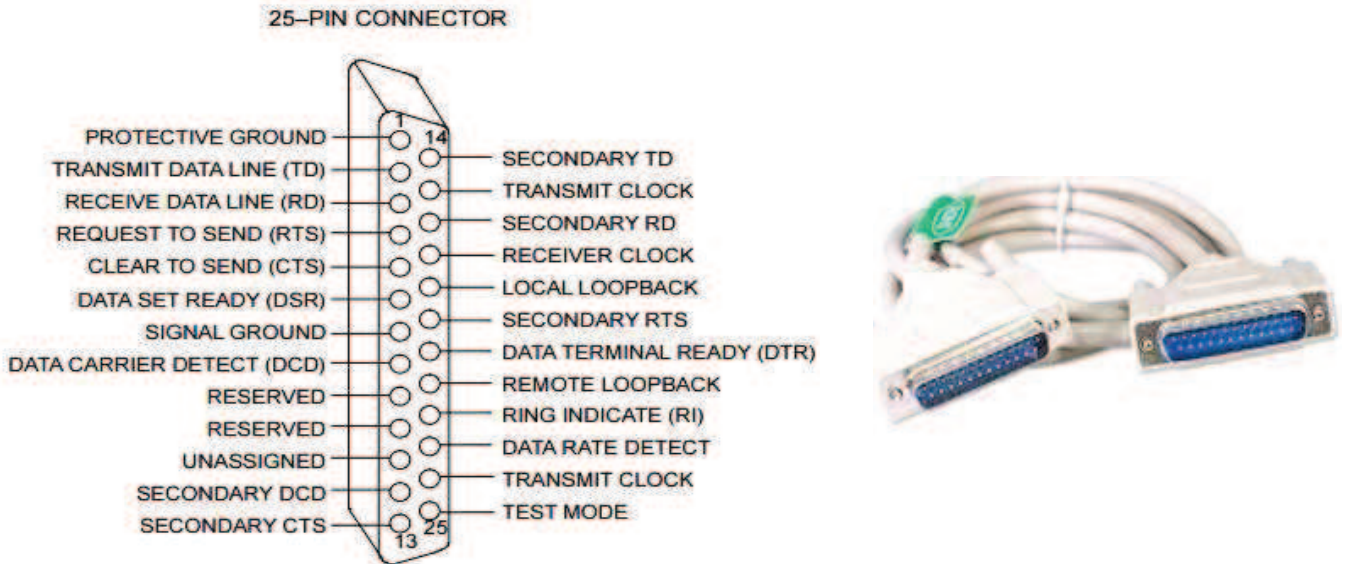 25–PIN CONNECTOR
1
14
PROTECTIVE GROUND
TRANSMIT DATA LINE (TD)
RECEIVE DATA LINE (RD)
REQUEST TO SEND (RTS)
CLEAR TO SEND (CTS)
DATA SET READY (DSR)
SIGNAL GROUND
DATA CARRIER DETECT (DCD)
RESERVED
RESERVED
UNASSIGNED
SECONDARY DCD
SECONDARY CTS
SECONDARY TD
TRANSMIT CLOCK
SECONDARY RD
RECEIVER CLOCK
LOCAL LOOPBACK
SECONDARY RTS
DATA TERMINAL READY (DTR)
REMOTE LOOPBACK
RING INDICATE (RI)
DATA RATE DETECT
TRANSMIT CLOCK
TEST MODE
13
25